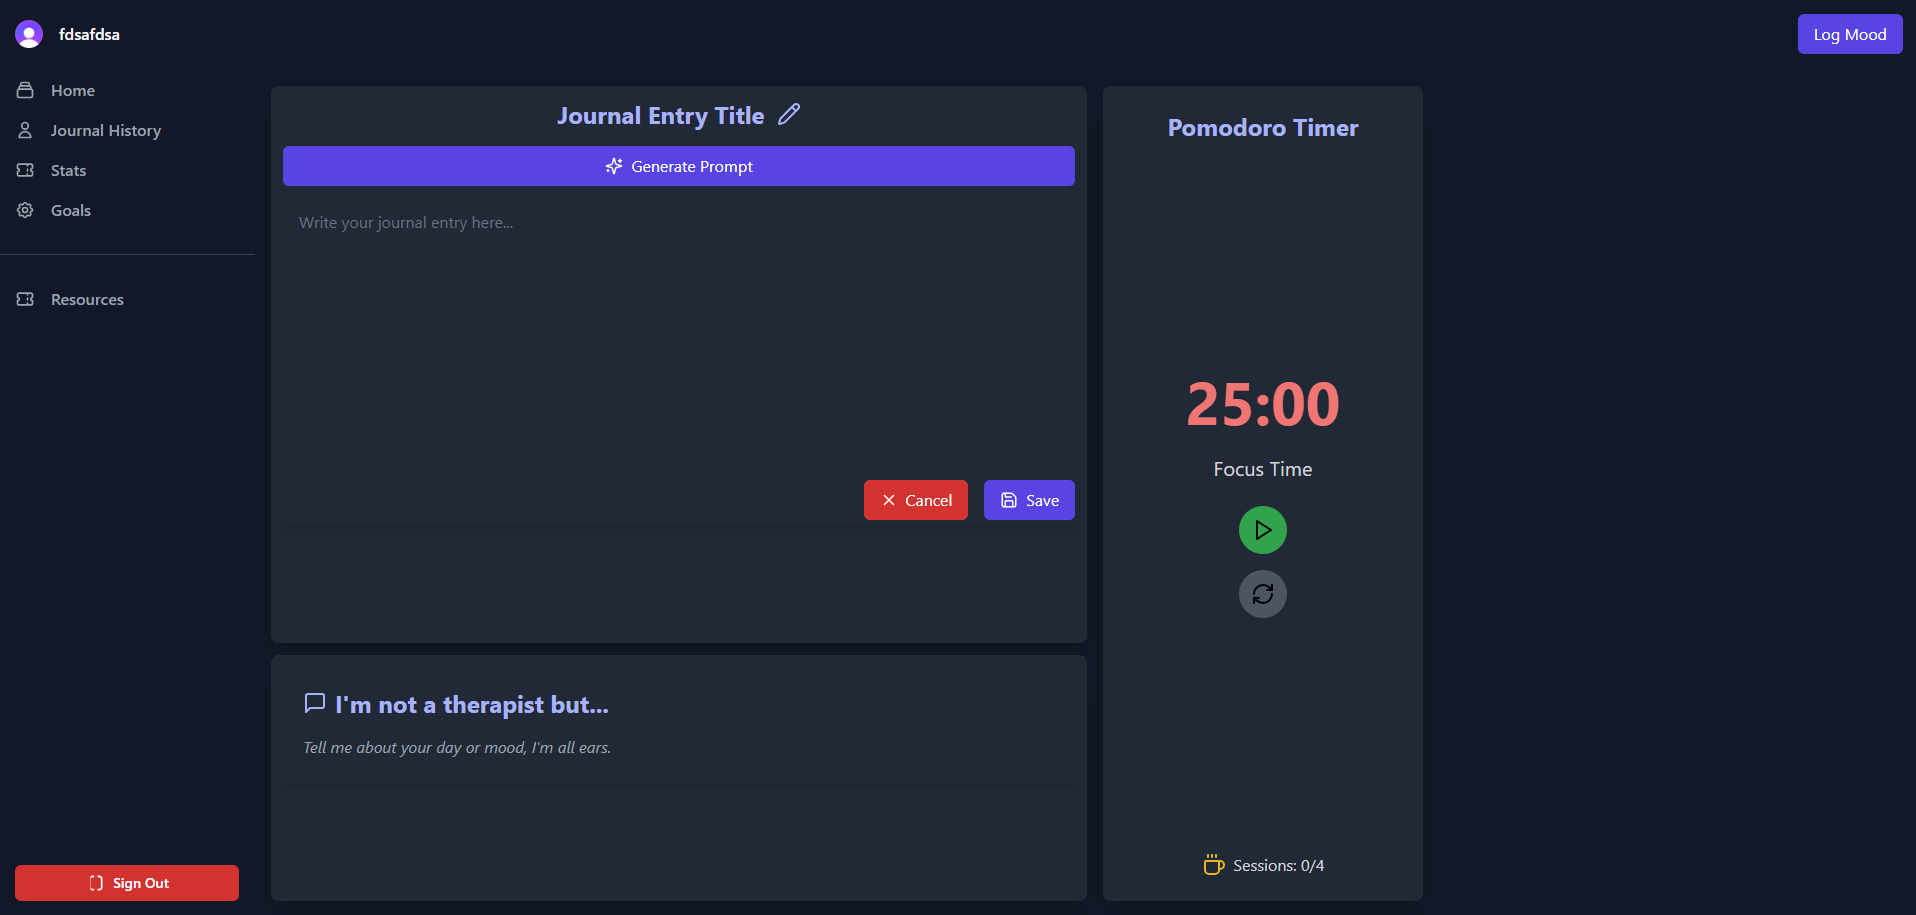 fdsafdsa
Log Mood
Home
Journal History
Stats
Goals
Resources
Sign Out
Journal Entry Title
Generate Prompt
Write your journal entry here...
Cancel
Save
I'm not a therapist but...
Tell me about your day or mood, I'm all ears.
Pomodoro Timer
25:00
Focus Time
Sessions: 0/4